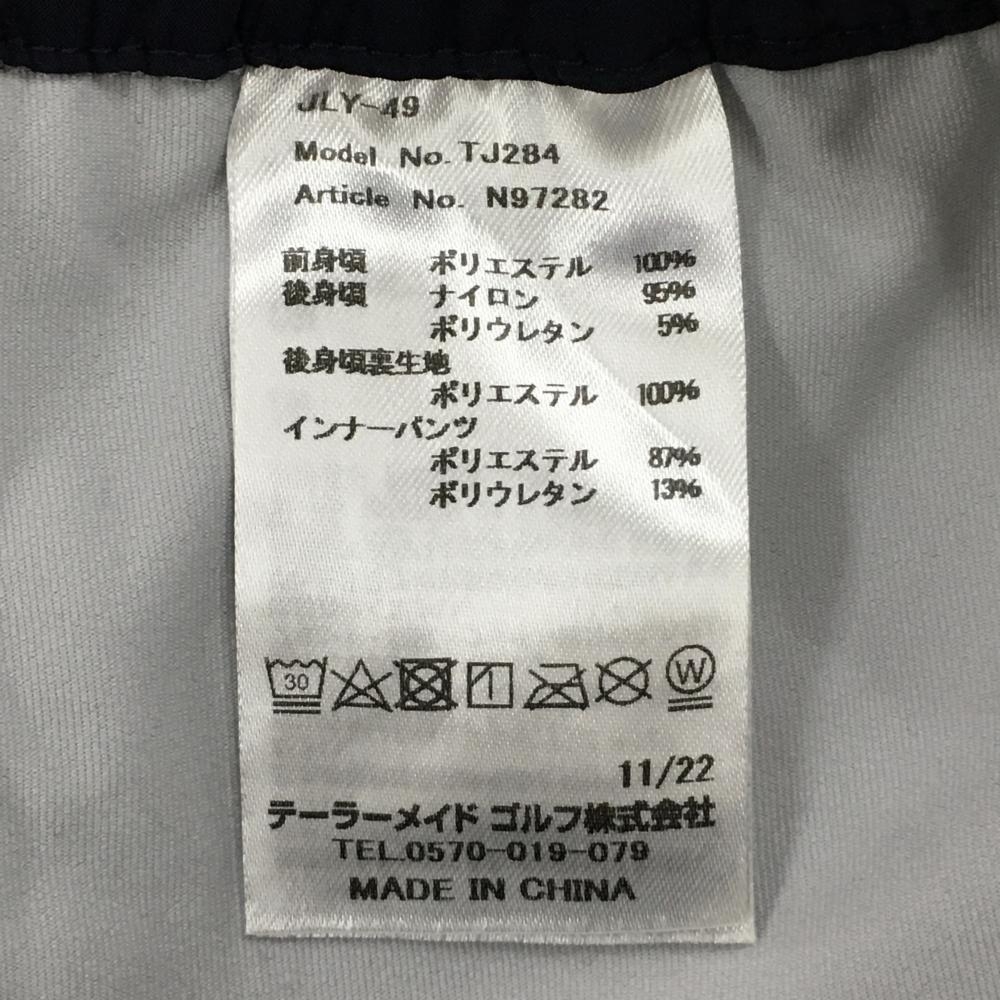 JLY-49
Model No. TJ284
Article No. N97282
前身頃 ポリエステル 100%
後身頃 ナイロン 95%
ポリウレタン 5%
後身頃裏生地
ポリエステル 100%
インナーパンツ
ポリエステル 87%
ポリウレタン 13%
30 W
11/22
テーラーメイド ゴルフ株式会社
TEL.0570-019-079
MADE IN CHINA